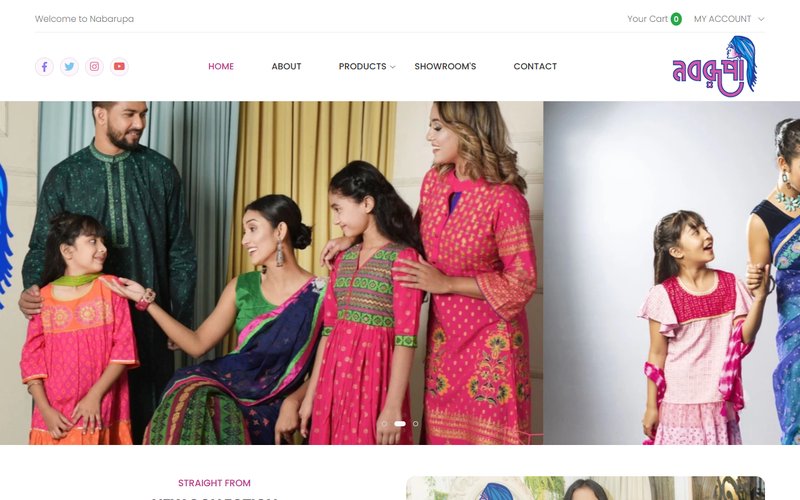 Welcome to Nabarupa
Your Cart 0
MY ACCOUNT
HOME
ABOUT
PRODUCTS
SHOWROOM'S
CONTACT
নবরূপা
STRAIGHT FROM